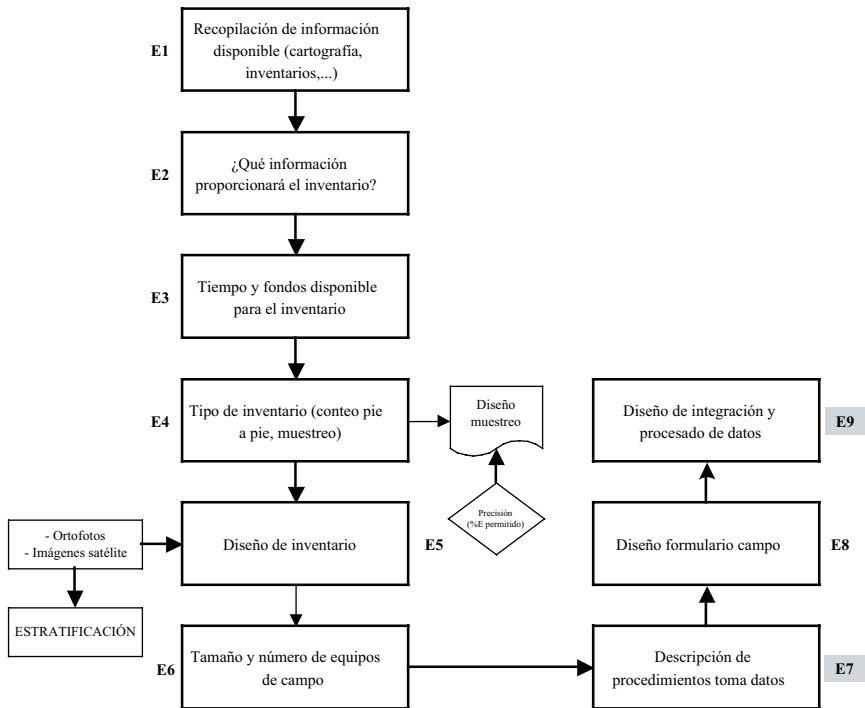 E1
Recopilación de información
disponible (cartografía,
inventarios,...)
E2
¿Qué información
proporcionará el inventario?
E3
Tiempo y fondos disponible
para el inventario
E4
Tipo de inventario (conteo pie
a pie, muestreo)
Diseño
muestreo
Precisión
(%E permitido)
- Ortofotos
- Imágenes satélite
ESTRATIFICACIÓN
Diseño de inventario
E5
E6
Tamaño y número de equipos
de campo
Descripción de
procedimientos toma datos
E7
Diseño formulario campo
E8
Diseño de integración y
procesado de datos
E9